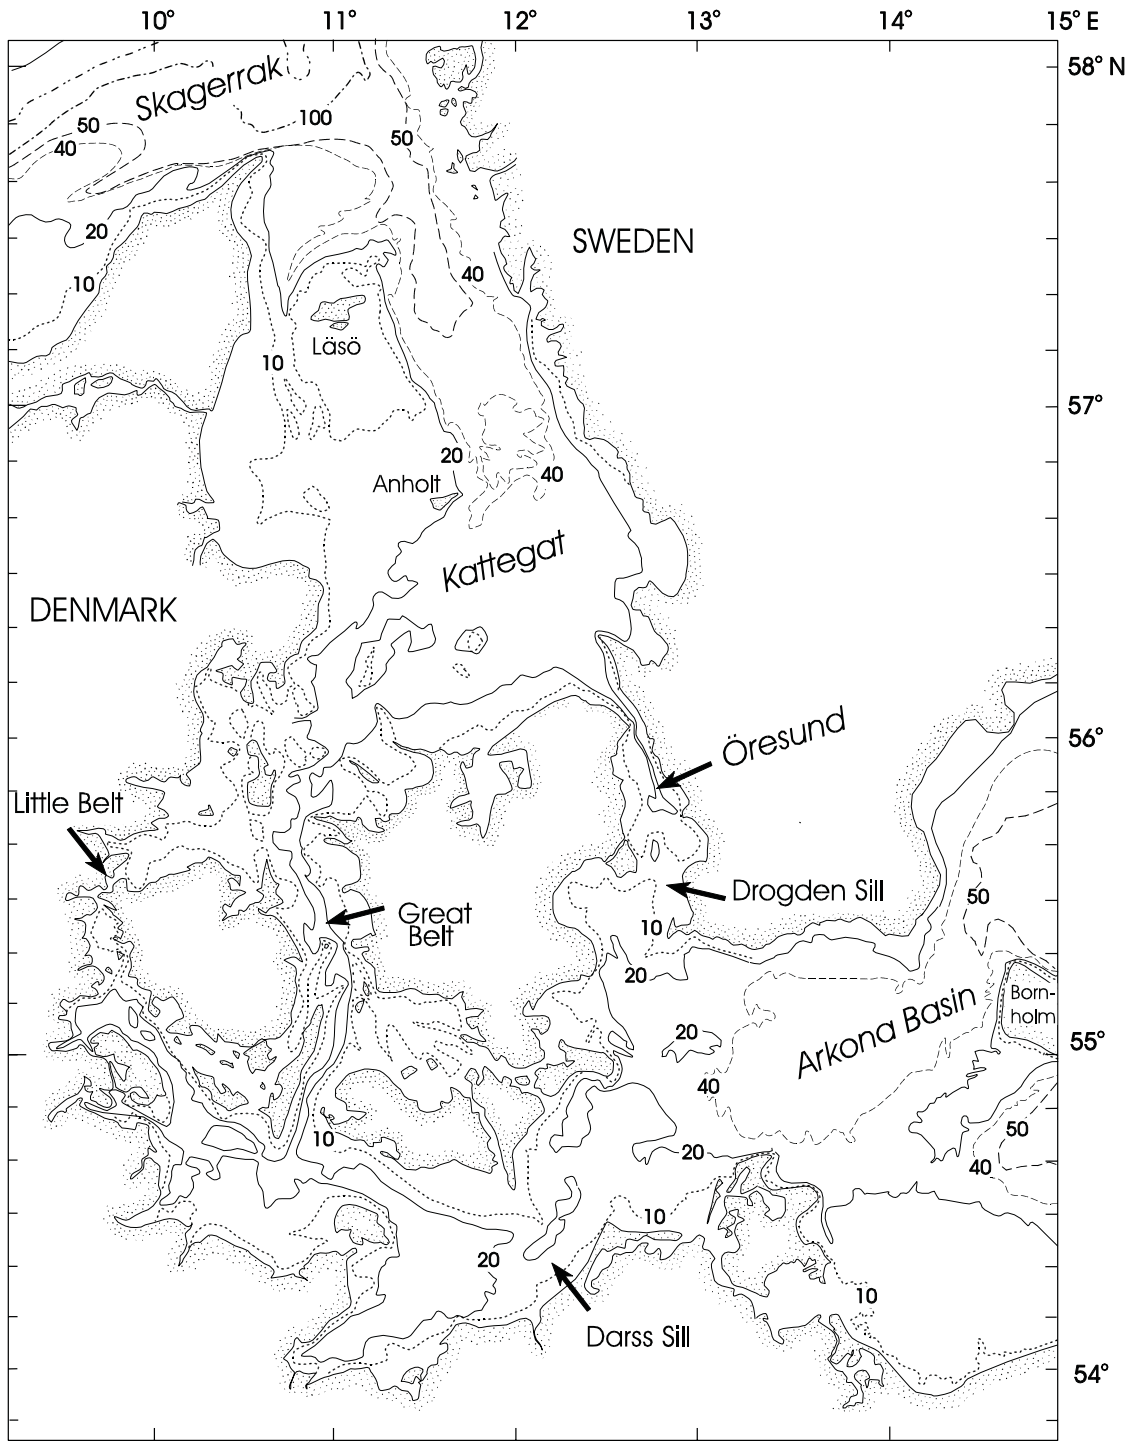 10° 11° 12° 13° 14° 15° E
58° N
Skagerrak
100
50
50
40
SWEDEN
20
40
10
Läsö
10
57°
20
40
Anholt
Kattegat
DENMARK
Öresund
56°
Little Belt
Drogden Sill
50
Great
Belt
10
20
Arkona Basin
Born-
holm
20
55°
40
10
50
20
40
10
20
10
Darss Sill
54°